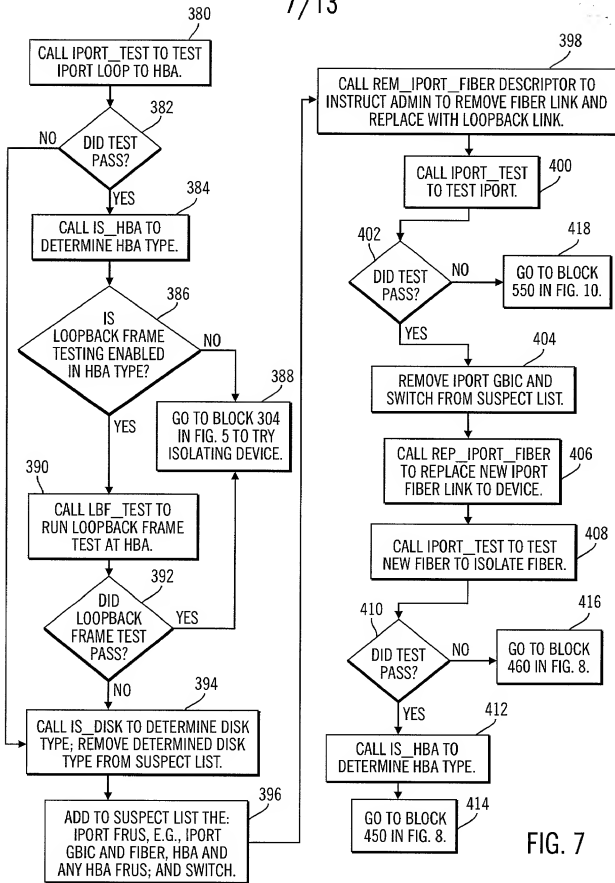 7/13
380
CALL IPORT_TEST TO TEST
IPORT LOOP TO HBA.
382
DID TEST
PASS?
NO
YES
384
CALL IS_HBA TO
DETERMINE HBA TYPE.
386
IS
LOOPBACK FRAME
TESTING ENABLED
IN HBA TYPE?
NO
YES
388
GO TO BLOCK 304
IN FIG. 5 TO TRY
ISOLATING DEVICE.
390
CALL LBF_TEST TO
RUN LOOPBACK FRAME
TEST AT HBA.
392
DID
LOOPBACK
FRAME TEST
PASS?
YES
NO
394
CALL IS_DISK TO DETERMINE DISK
TYPE; REMOVE DETERMINED DISK
TYPE FROM SUSPECT LIST.
396
ADD TO SUSPECT LIST THE:
IPORT FRUS, E.G., IPORT
GBIC AND FIBER, HBA AND
ANY HBA FRUS; AND SWITCH.
398
CALL REM_IPORT_FIBER DESCRIPTOR TO
INSTRUCT ADMIN TO REMOVE FIBER LINK AND
REPLACE WITH LOOPBACK LINK.
400
CALL IPORT_TEST
TO TEST IPORT.
402
DID TEST
PASS?
NO
YES
418
GO TO BLOCK
550 IN FIG. 10.
404
REMOVE IPORT GBIC AND
SWITCH FROM SUSPECT LIST.
CALL REP_IPORT_FIBER
TO REPLACE NEW IPORT
FIBER LINK TO DEVICE.
406
408
CALL IPORT_TEST TO TEST
NEW FIBER TO ISOLATE FIBER.
410
DID TEST
PASS?
NO
YES
416
GO TO BLOCK
460 IN FIG. 8.
412
CALL IS_HBA TO
DETERMINE HBA TYPE.
GO TO BLOCK
450 IN FIG. 8.
414
FIG. 7